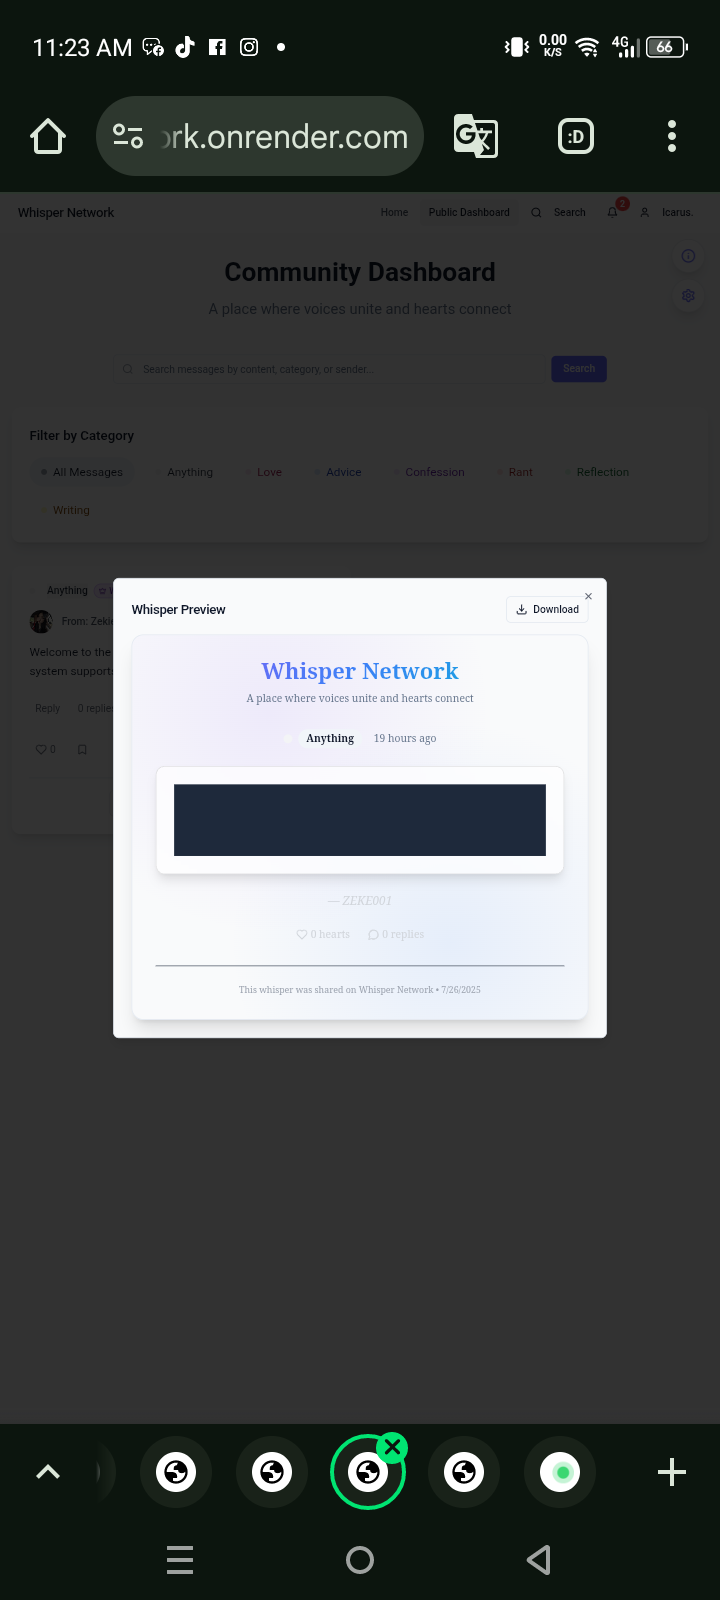 11:23 AM
0.00
K/S
4G
66
rk.onrender.com
:D
Whisper Network
Home
Public Dashboard
Search
2
Icarus.
Community Dashboard
A place where voices unite and hearts connect
Search messages by content, category, or sender...
Search
Filter by Category
All Messages
Anything
Love
Advice
Confession
Rant
Reflection
Writing
Anything
From: Zeke
Welcome to the
system support
Reply
0 replie
0
Whisper Preview
Download
Whisper Network
A place where voices unite and hearts connect
Anything
19 hours ago
— ZEKE001
0 hearts
0 replies
This whisper was shared on Whisper Network • 7/26/2025